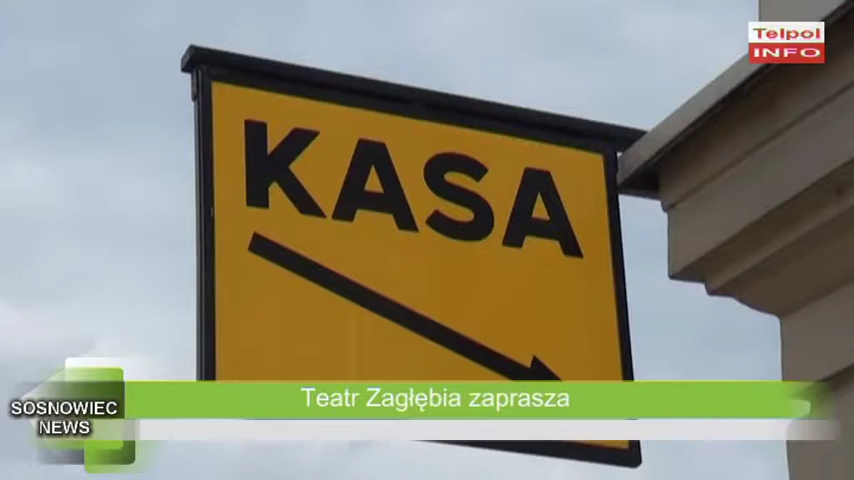 Telpol
INFO
KASA
Teatr Zagłębia zaprasza
SOSNOWIEC
NEWS